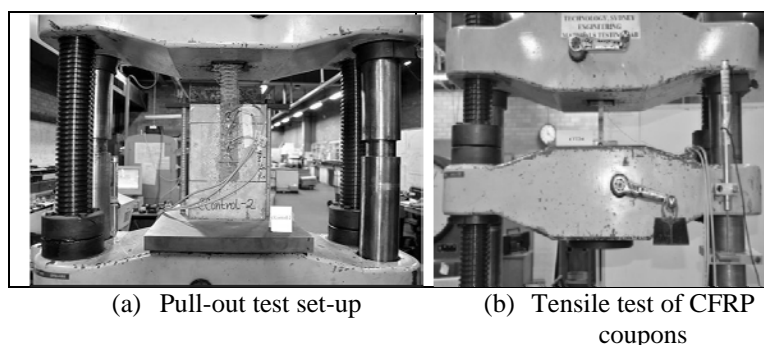 TECHNOLOGY, SYDNEY
ENGINEERING
Control-2
(a) Pull-out test set-up
(b) Tensile test of CFRP
coupons